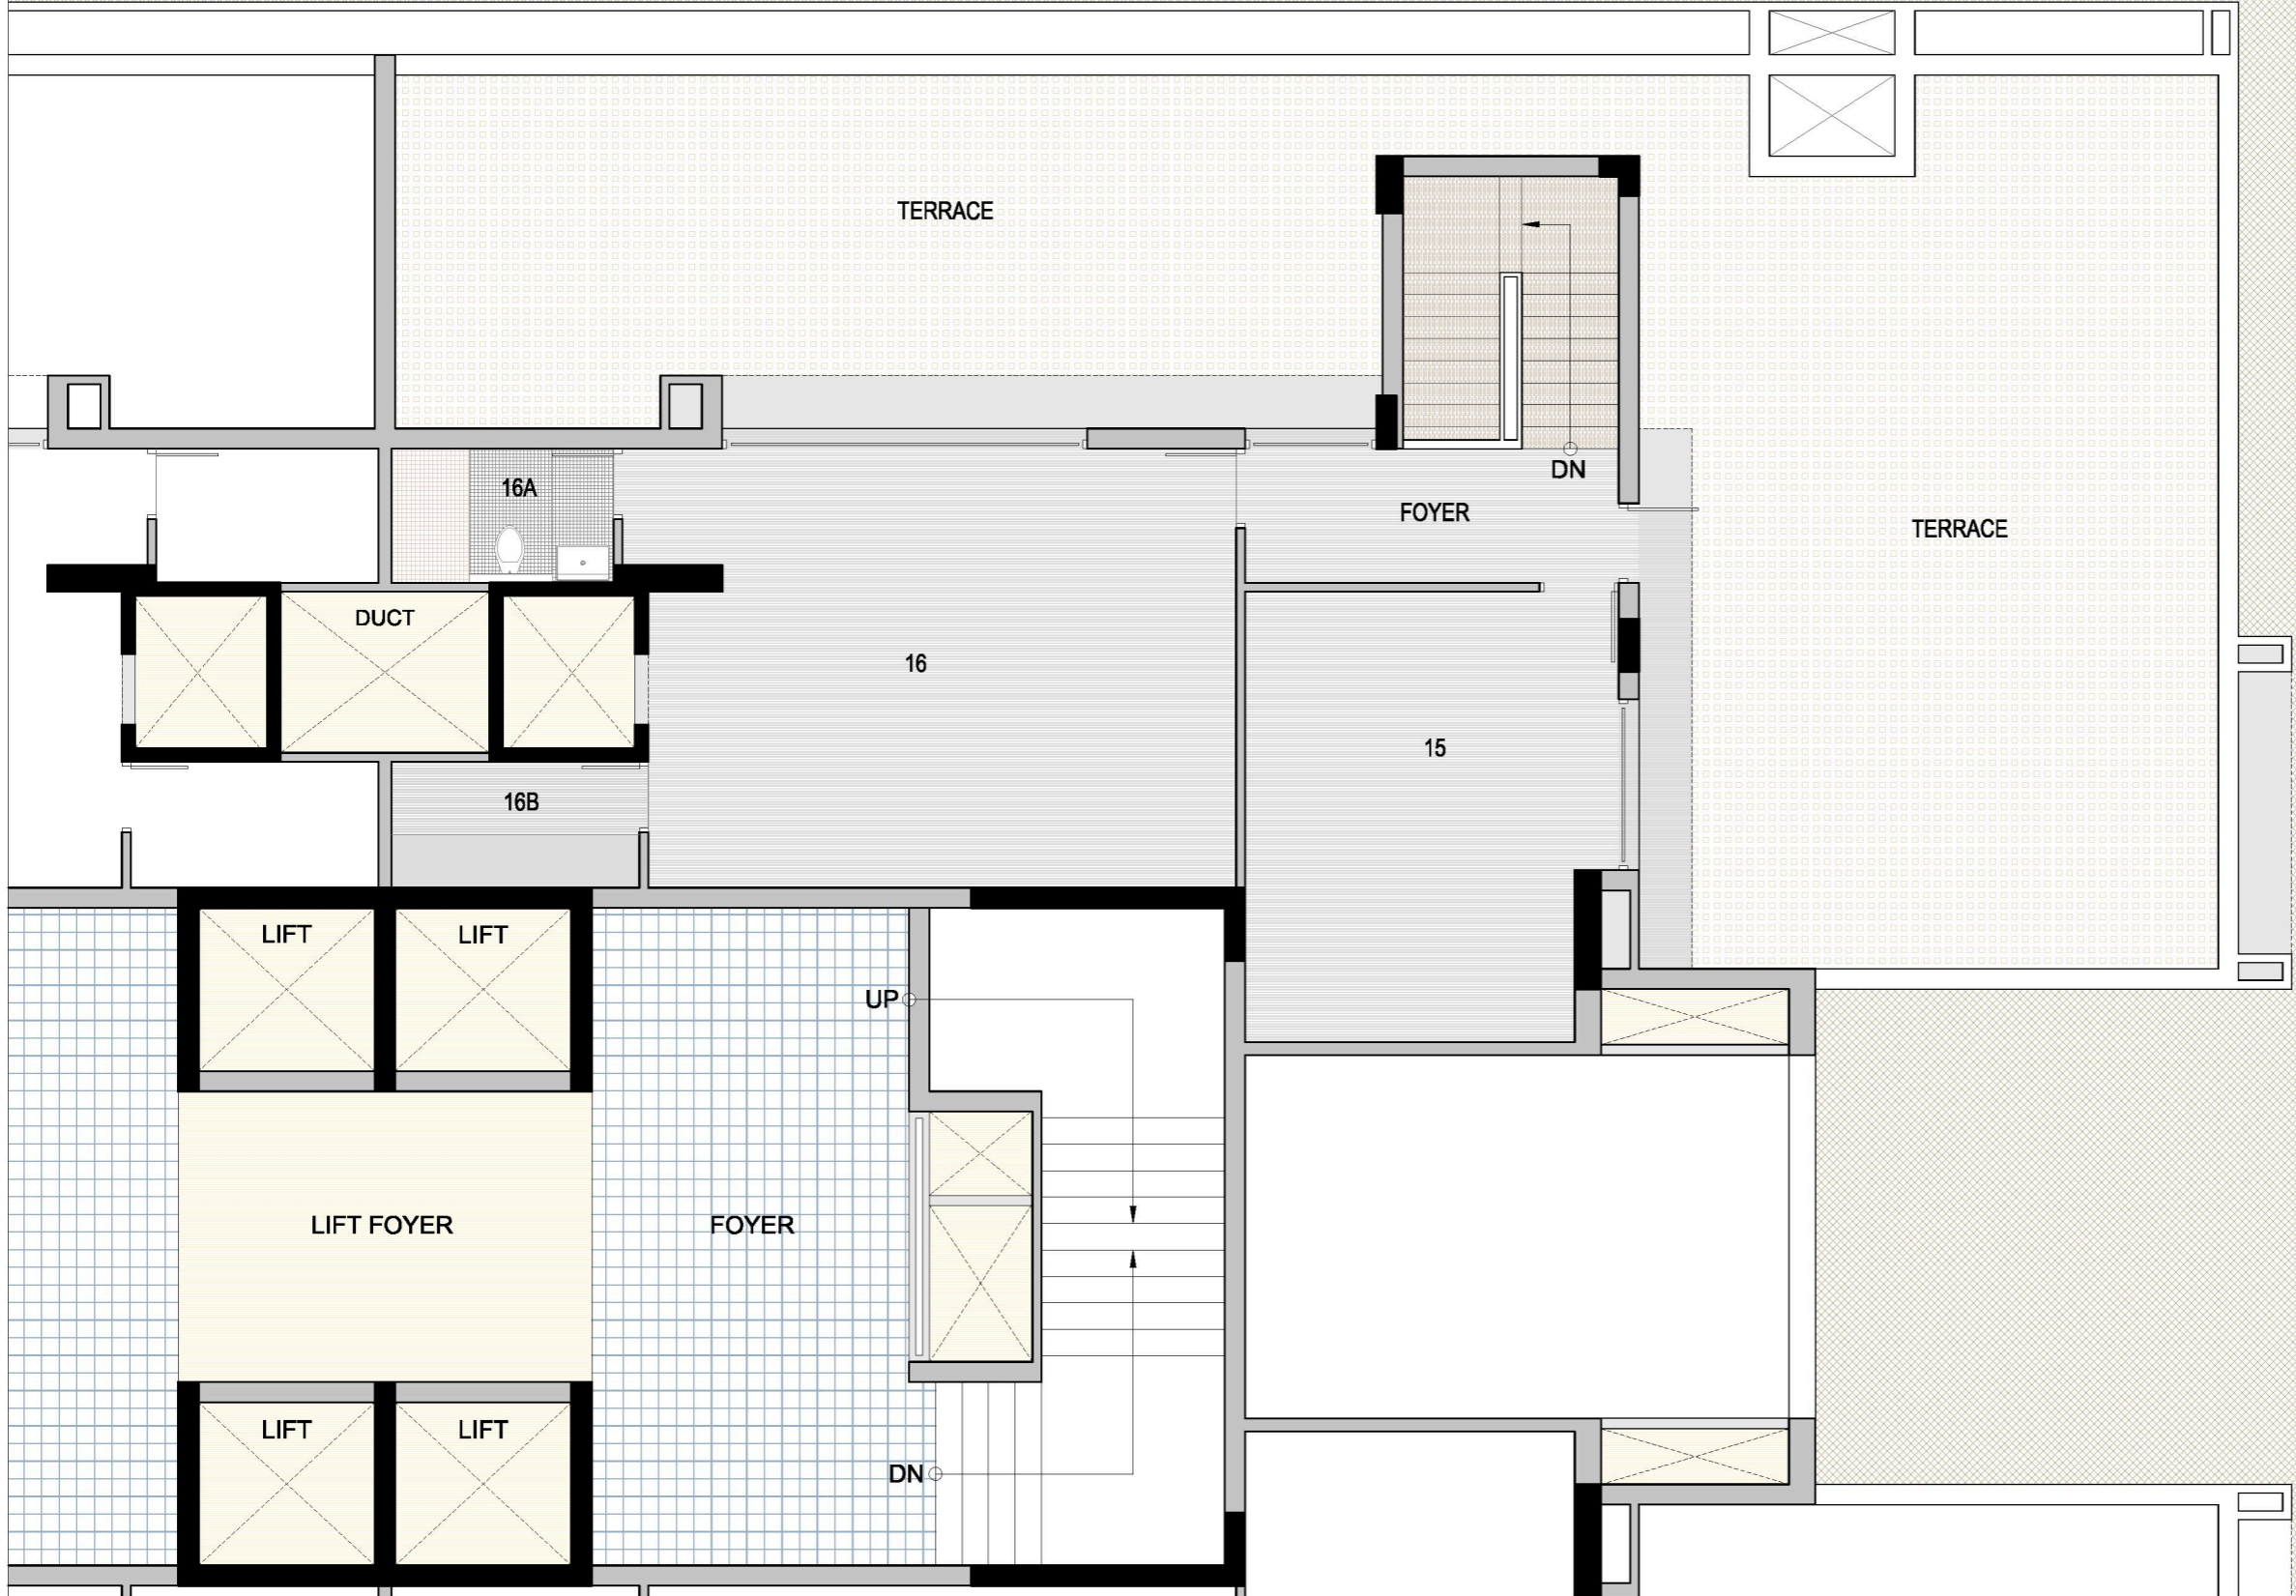 TERRACE
DN
16A
FOYER
TERRACE
DUCT
16
15
16B
LIFT
LIFT
UP
LIFT FOYER
FOYER
LIFT
LIFT
DN